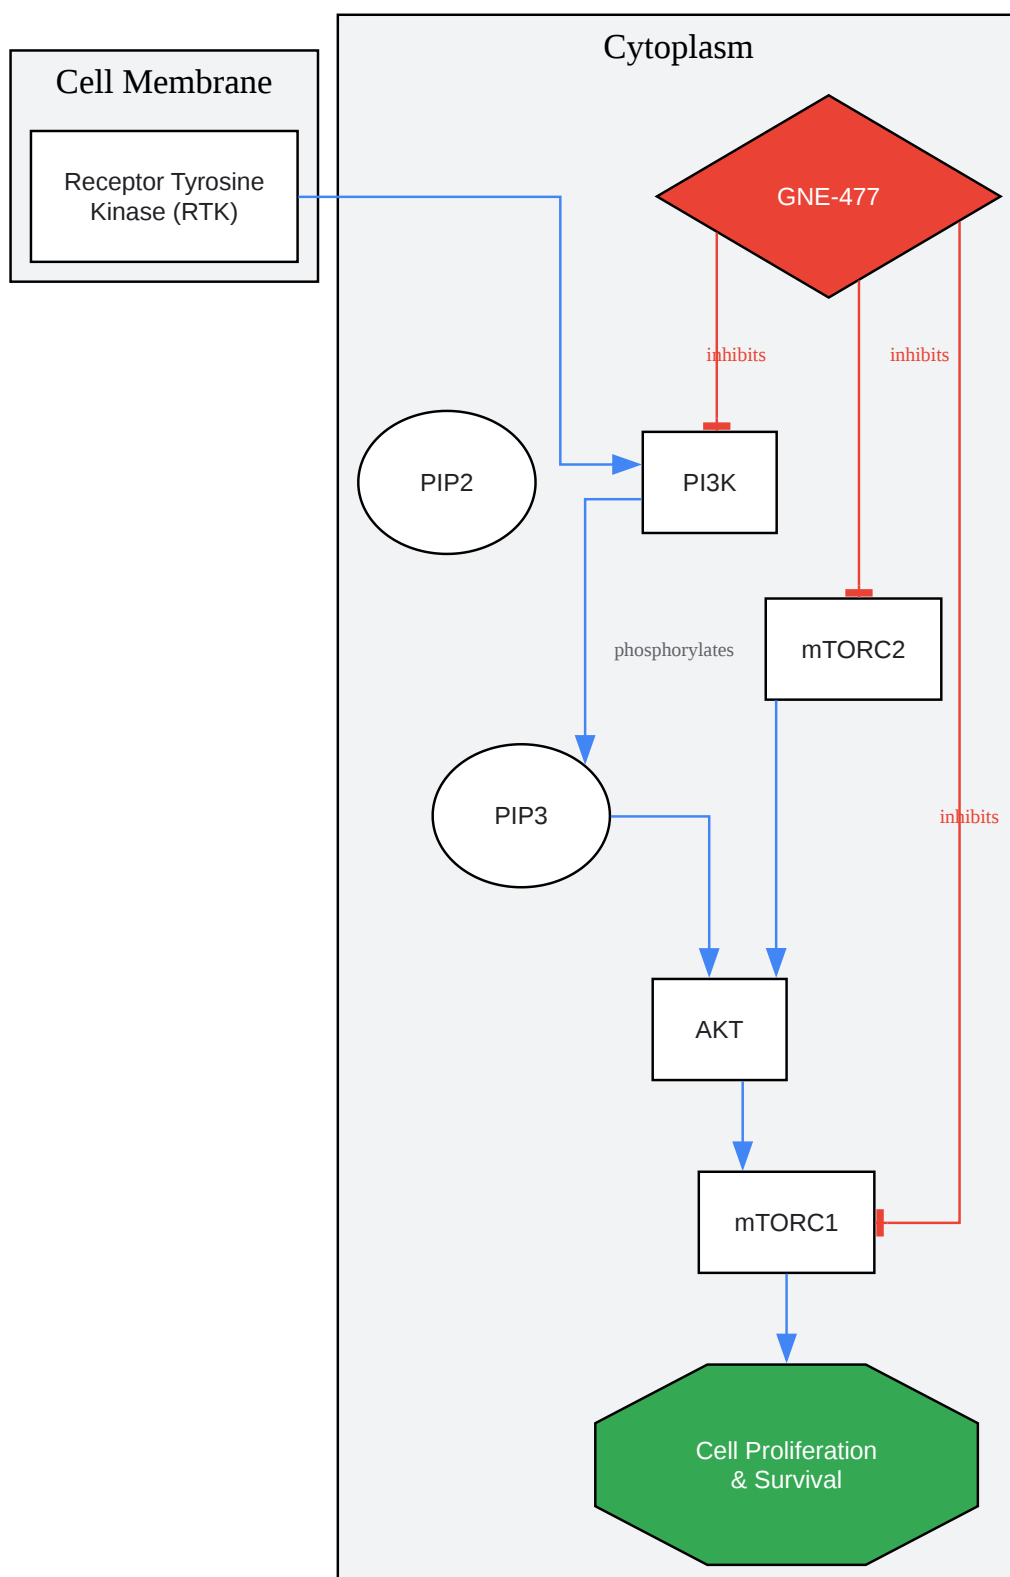 Cytoplasm
Cell Membrane
Receptor Tyrosine
Kinase (RTK)
GNE-477
inhibits
inhibits
PIP2
PI3K
phosphorylates
mTORC2
PIP3
inhibits
AKT
mTORC1
Cell Proliferation
& Survival